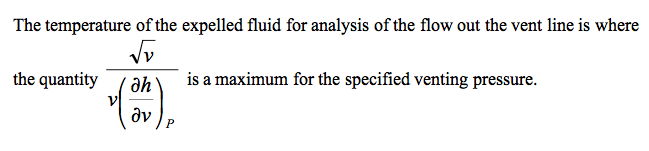 The temperature of the expelled fluid for analysis of the flow out the vent line is where
the quantity √v / v(∂h/∂v)_P is a maximum for the specified venting pressure.